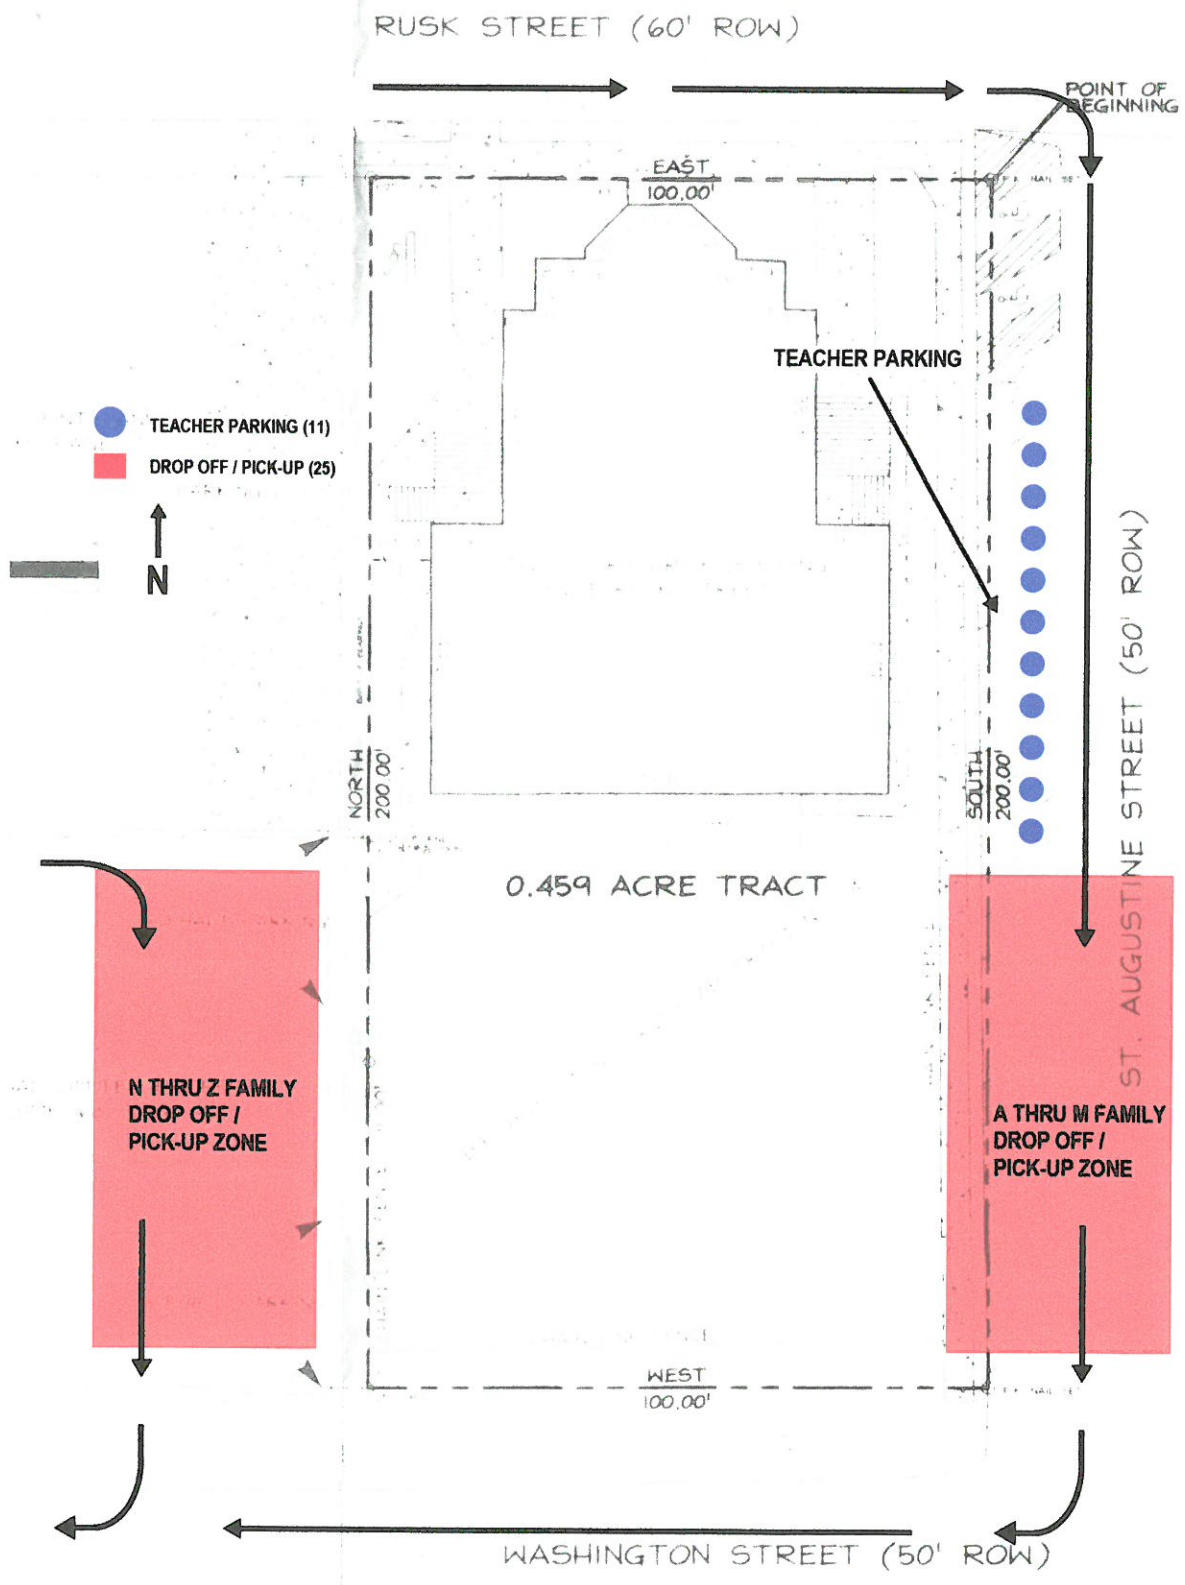 RUSK STREET (60' ROW)
POINT OF
BEGINNING
EAST
100.00'
TEACHER PARKING
TEACHER PARKING (11)
DROP OFF / PICK-UP (25)
N
ST. AUGUSTINE STREET (50' ROW)
NORTH
200.00'
SOUTH
200.00'
0.459 ACRE TRACT
N THRU Z FAMILY
DROP OFF /
PICK-UP ZONE
A THRU M FAMILY
DROP OFF /
PICK-UP ZONE
WEST
100.00'
WASHINGTON STREET (50' ROW)